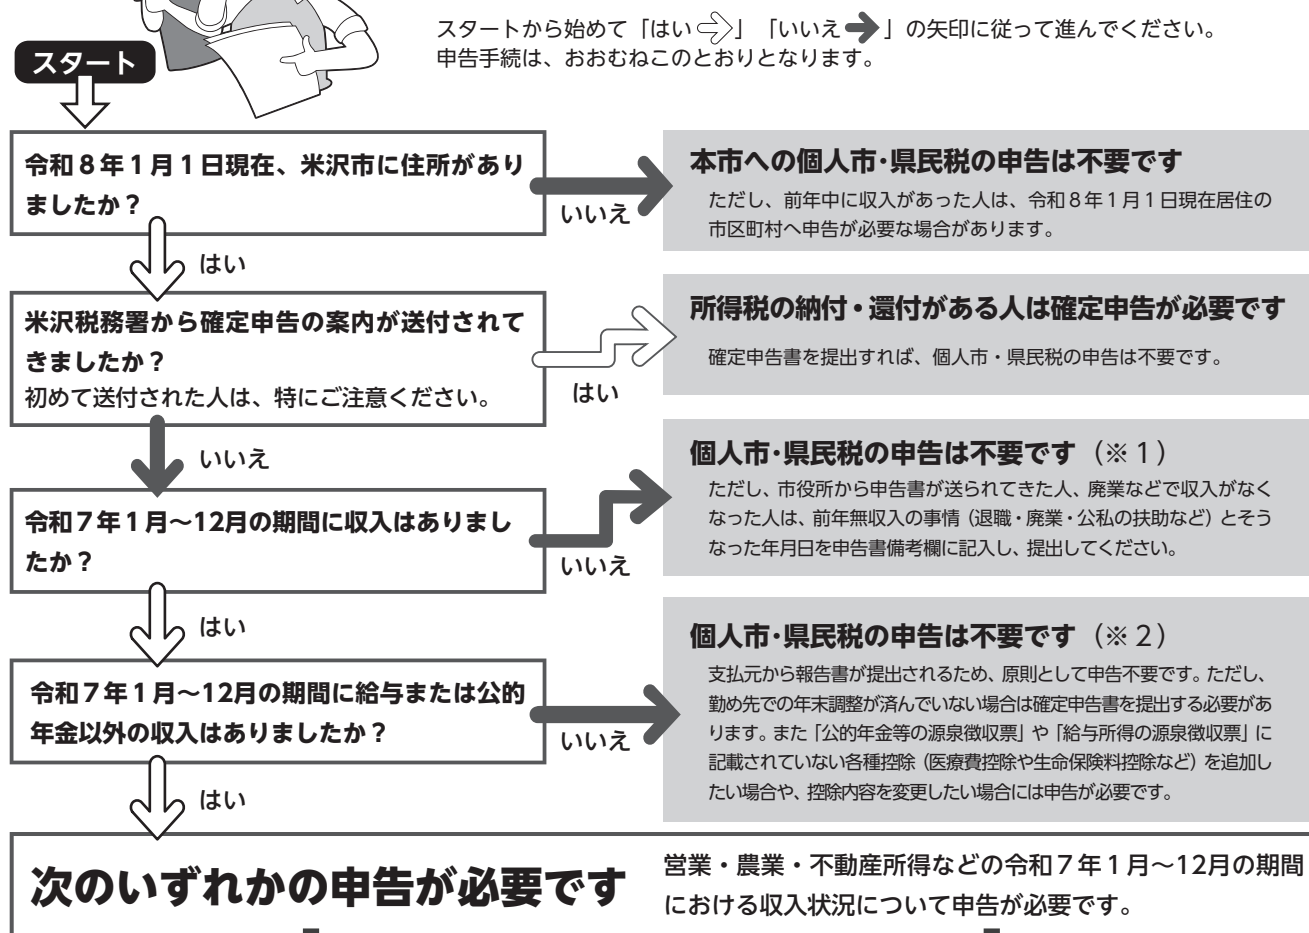 スタートから始めて「はい⇨」「いいえ➡」の矢印に従って進んでください。
申告手続は、おおむねこのとおりとなります。
スタート
令和８年１月１日現在、米沢市に住所があり
ましたか？
いいえ
本市への個人市・県民税の申告は不要です
ただし、前年中に収入があった人は、令和８年１月１日現在居住の
市区町村へ申告が必要な場合があります。
はい
米沢税務署から確定申告の案内が送付されて
きましたか？
初めて送付された人は、特にご注意ください。
はい
所得税の納付・還付がある人は確定申告が必要です
確定申告書を提出すれば、個人市・県民税の申告は不要です。
いいえ
令和７年１月～12月の期間に収入はありまし
たか？
いいえ
個人市・県民税の申告は不要です（※１）
ただし、市役所から申告書が送られてきた人、廃業などで収入がなく
なった人は、前年無収入の事情（退職・廃業・公私の扶助など）とそう
なった年月日を申告書備考欄に記入し、提出してください。
はい
令和７年１月～12月の期間に給与または公的
年金以外の収入はありましたか？
いいえ
個人市・県民税の申告は不要です（※２）
支払元から報告書が提出されるため、原則として申告不要です。ただし、
勤め先での年末調整が済んでいない場合は確定申告書を提出する必要があ
ります。また「公的年金等の源泉徴収票」や「給与所得の源泉徴収票」に
記載されていない各種控除（医療費控除や生命保険料控除など）を追加し
たい場合や、控除内容を変更したい場合には申告が必要です。
はい
次のいずれかの申告が必要です
営業・農業・不動産所得などの令和７年１月～12月の期間
における収入状況について申告が必要です。